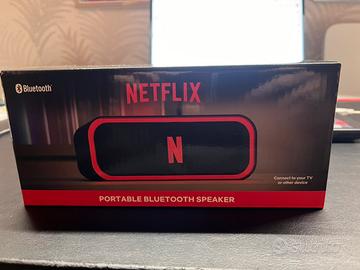 Bluetooth®
NETFLIX
N
Connect to your TV
or other device
PORTABLE BLUETOOTH SPEAKER